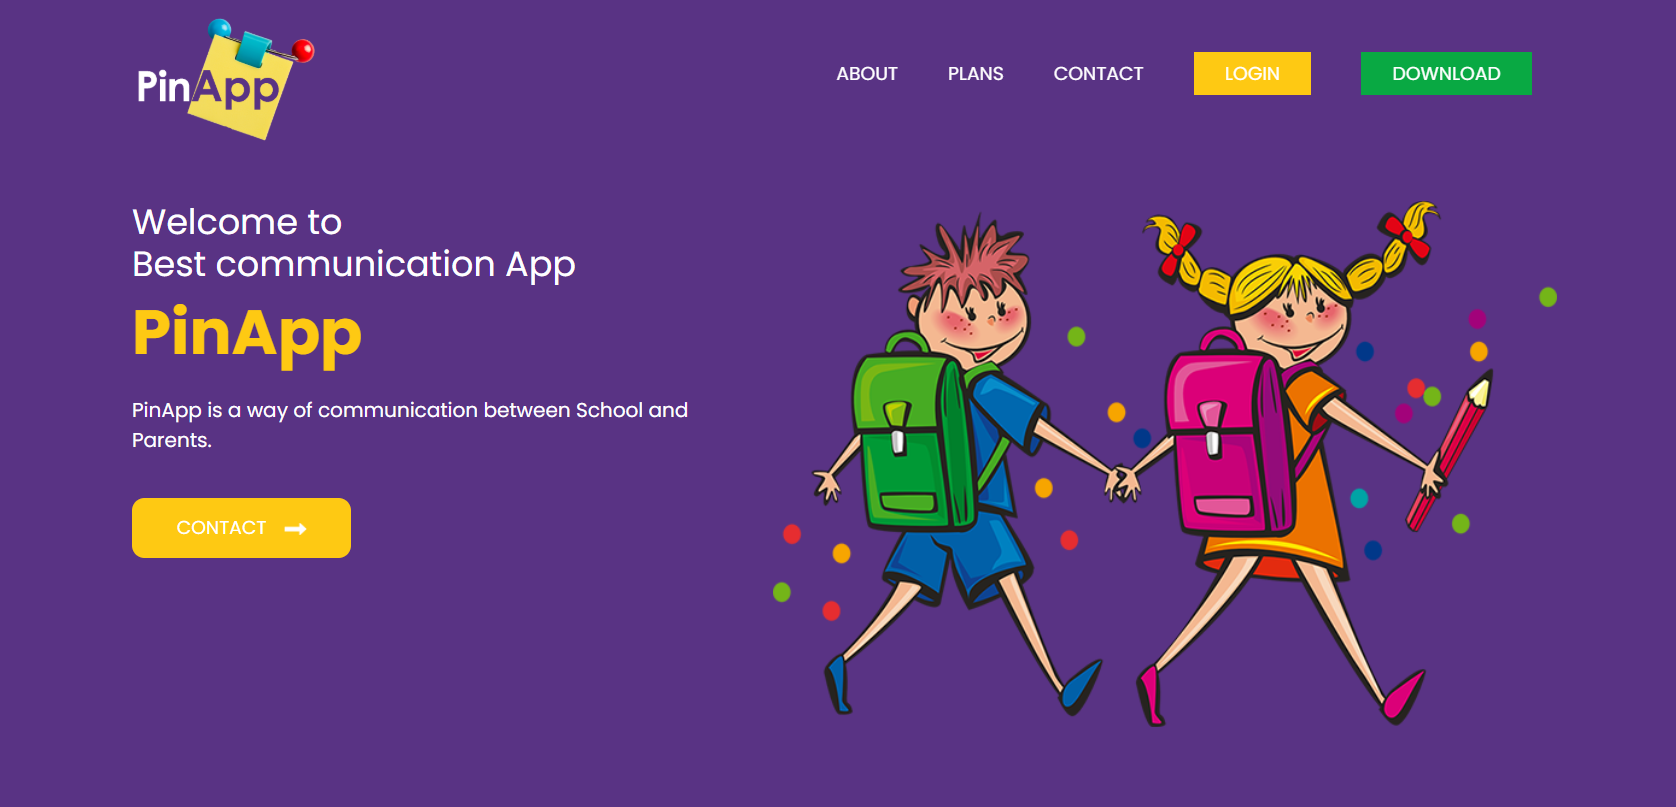 PinApp
ABOUT
PLANS
CONTACT
LOGIN
DOWNLOAD
Welcome to
Best communication App
PinApp
PinApp is a way of communication between School and
Parents.
CONTACT